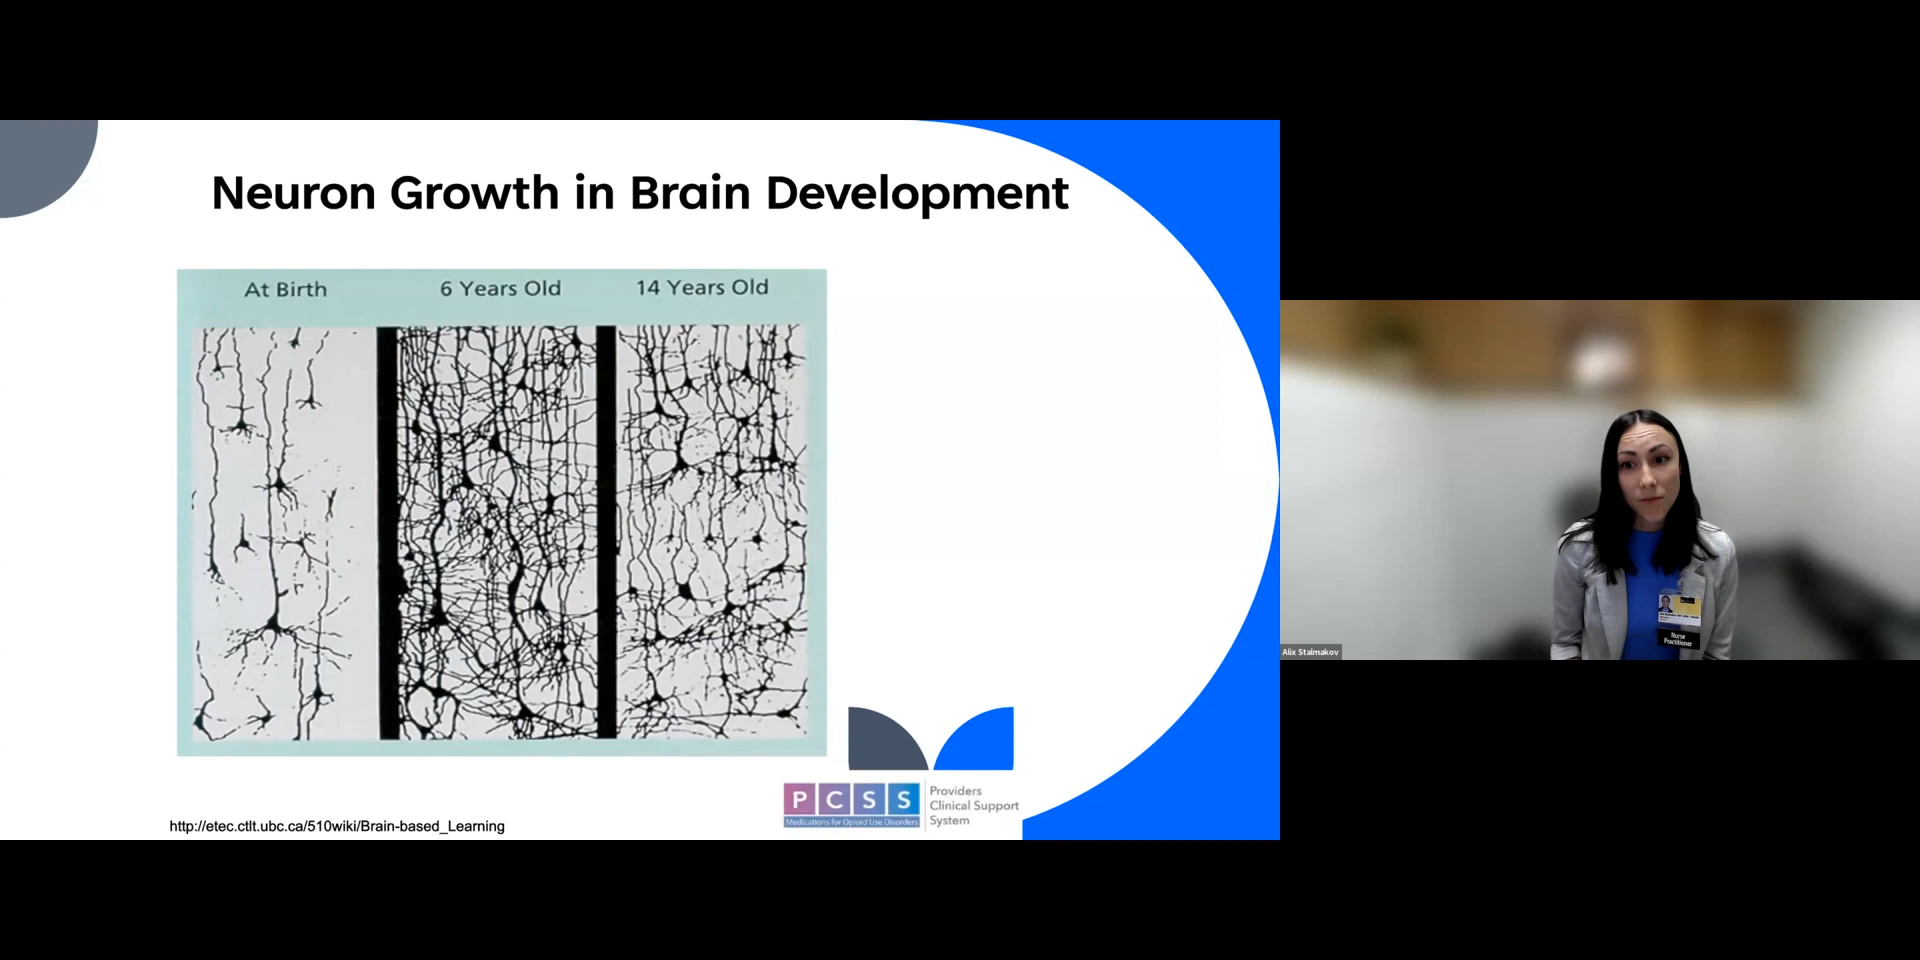 Neuron Growth in Brain Development
At Birth
6 Years Old
14 Years Old
http://etec.ctlt.ubc.ca/510wiki/Brain-based_Learning
PCSS
Medications for Opioid Use Disorders
Providers
Clinical Support
System
Alix Stalmakov
Nurse
Practitioner